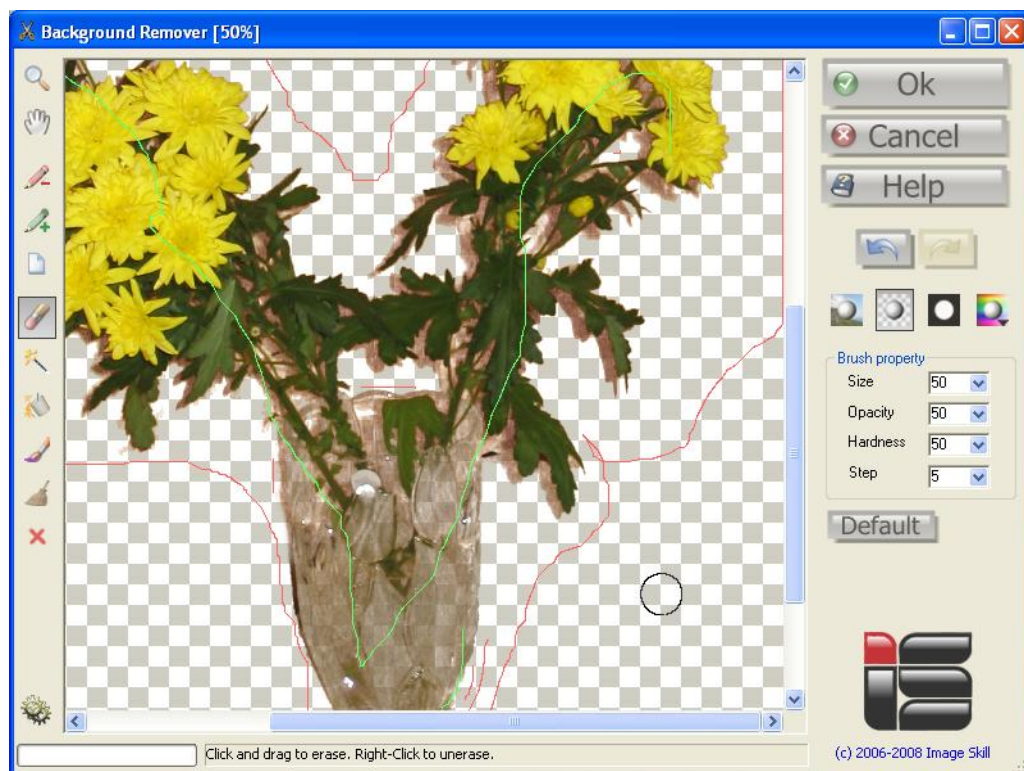 Background Remover [50%]
Ok
Cancel
Help
Brush property
Size 50
Opacity 50
Hardness 50
Step 5
Default
Click and drag to erase. Right-Click to unerase.
(c) 2006-2008 Image Skill